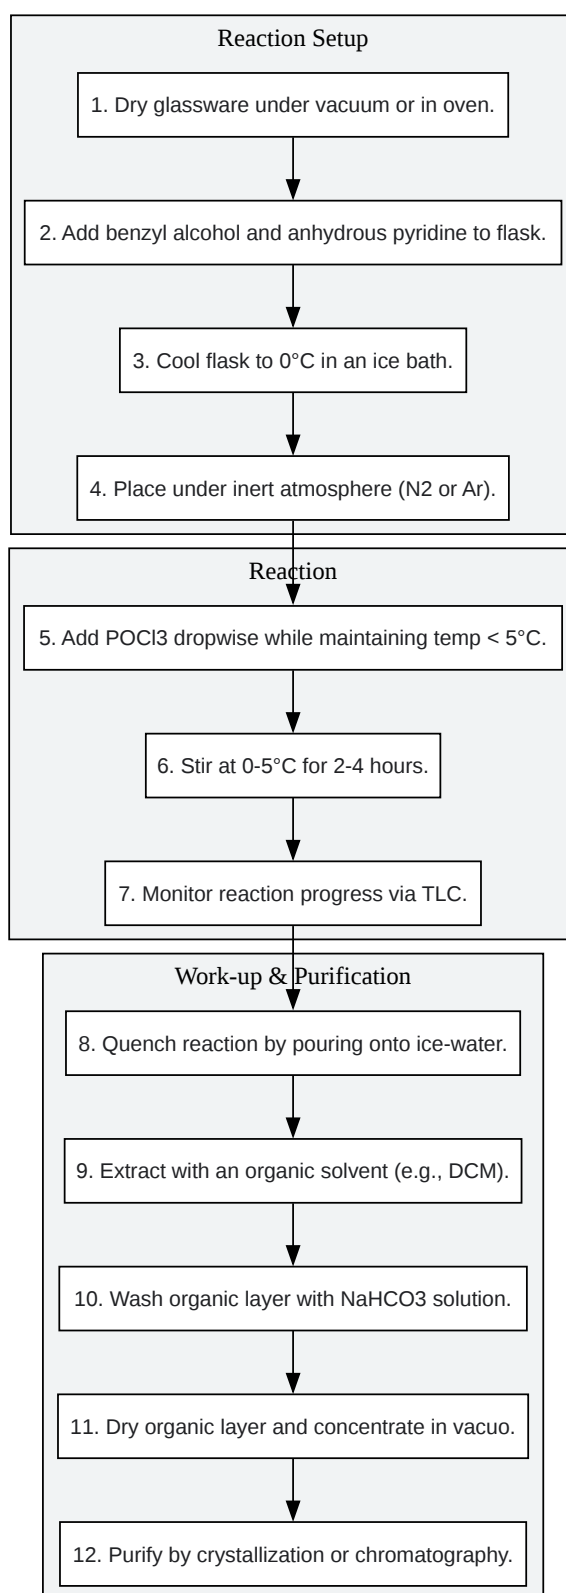 Reaction Setup
1. Dry glassware under vacuum or in oven.
2. Add benzyl alcohol and anhydrous pyridine to flask.
3. Cool flask to 0°C in an ice bath.
4. Place under inert atmosphere (N2 or Ar).
Reaction
5. Add POCl3 dropwise while maintaining temp < 5°C.
6. Stir at 0-5°C for 2-4 hours.
7. Monitor reaction progress via TLC.
Work-up & Purification
8. Quench reaction by pouring onto ice-water.
9. Extract with an organic solvent (e.g., DCM).
10. Wash organic layer with NaHCO3 solution.
11. Dry organic layer and concentrate in vacuo.
12. Purify by crystallization or chromatography.